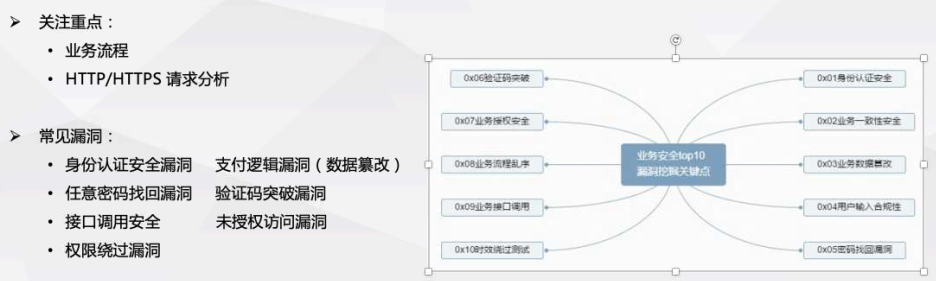 ➢ 关注重点：
• 业务流程
• HTTP/HTTPS 请求分析
➢ 常见漏洞：
• 身份认证安全漏洞 支付逻辑漏洞（数据纂改）
• 任意密码找回漏洞 验证码突破漏洞
• 接口调用安全 未授权访问漏洞
• 权限绕过漏洞
业务安全top10
漏洞挖掘关键点
0x01身份认证安全
0x02业务一致性安全
0x03业务数据篡改
0x04用户输入合规性
0x05密码找回漏洞
0x06验证码突破
0x07业务授权安全
0x08业务流程乱序
0x09业务接口调用
0x10时效绕过测试